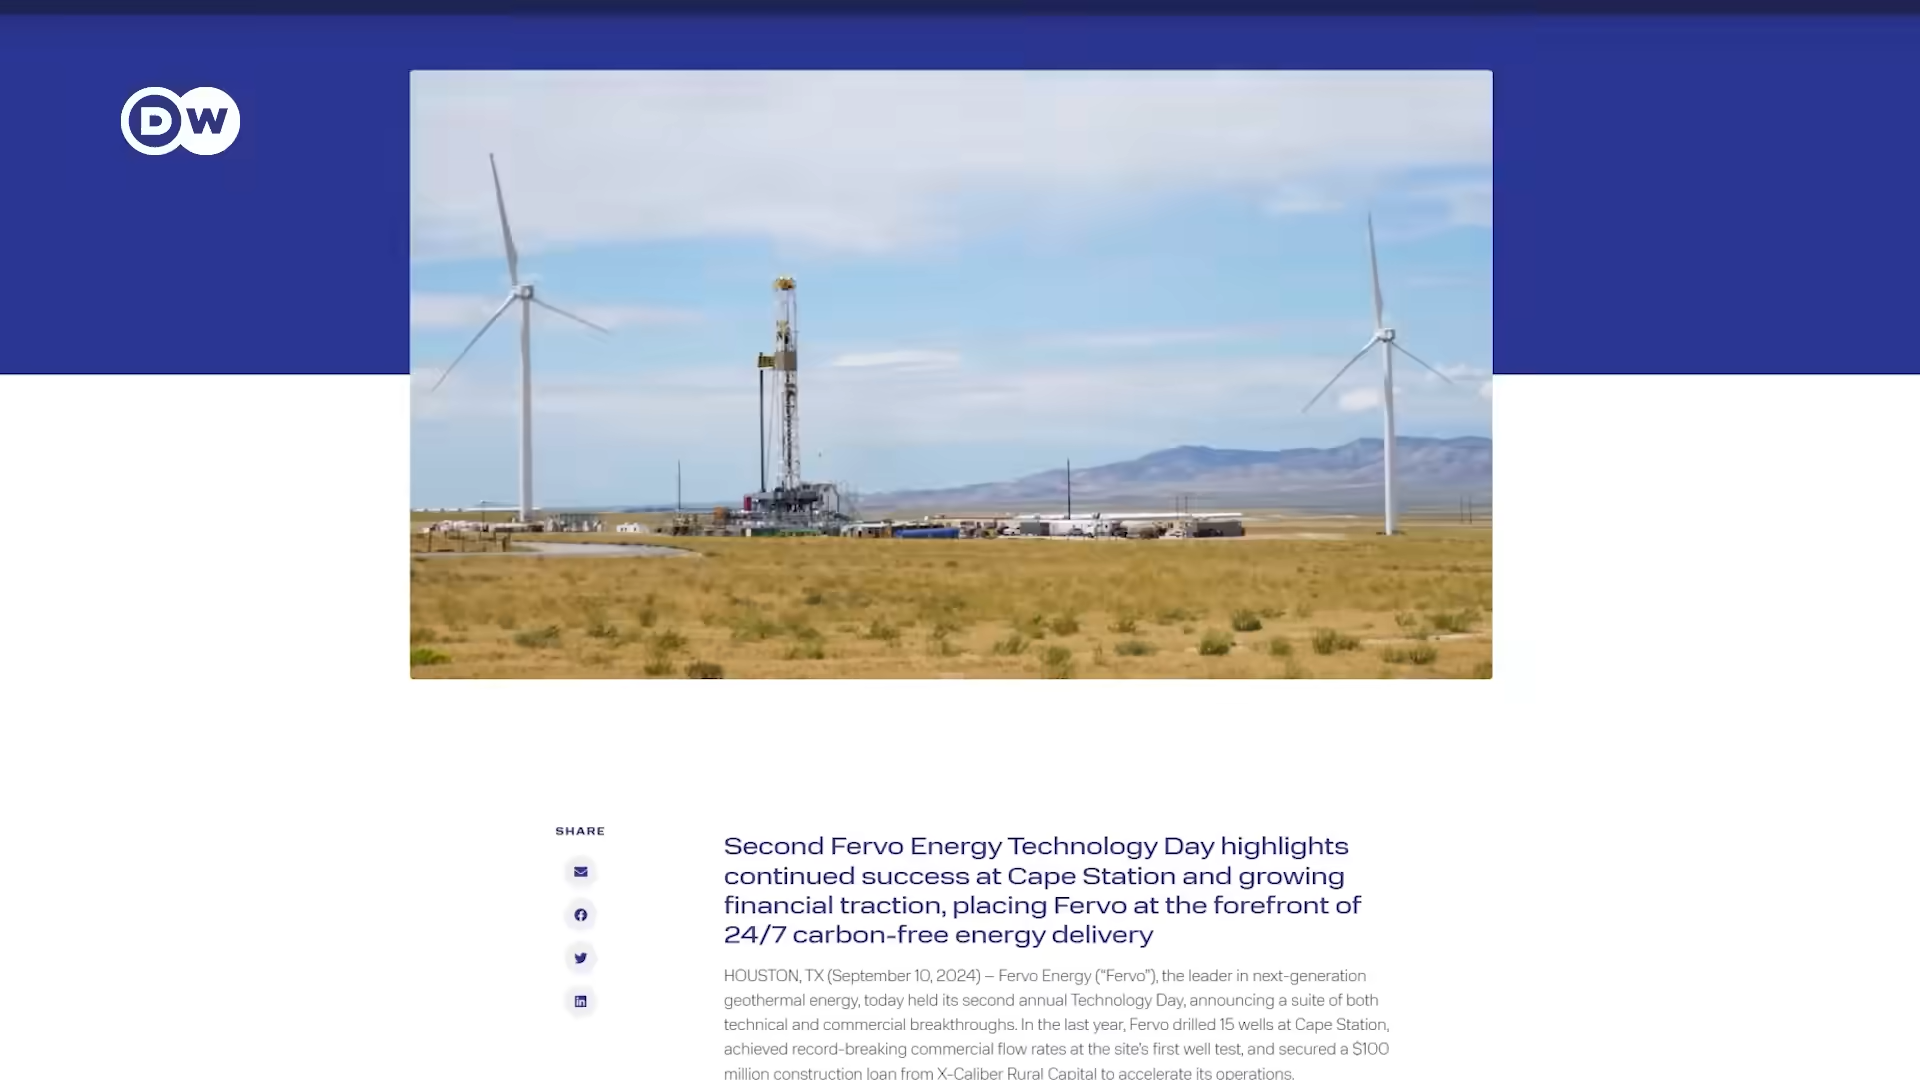 DW
SHARE
Second Fervo Energy Technology Day highlights
continued success at Cape Station and growing
financial traction, placing Fervo at the forefront of
24/7 carbon-free energy delivery
HOUSTON, TX (September 10, 2024) – Fervo Energy (“Fervo”), the leader in next-generation
geothermal energy, today held its second annual Technology Day, announcing a suite of both
technical and commercial breakthroughs. In the last year, Fervo drilled 15 wells at Cape Station,
achieved record-breaking commercial flow rates at the site’s first well test, and secured a $100
million construction loan from X-Caliber Rural Capital to accelerate its operations.